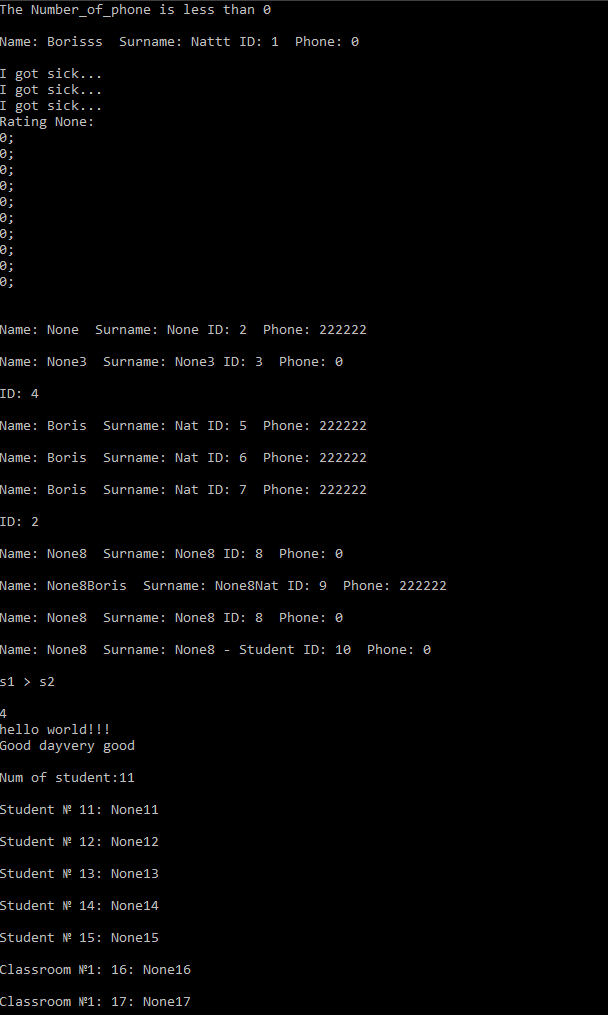 The Number_of_phone is less than 0
Name: Borisss  Surname: Nattt ID: 1  Phone: 0
I got sick...
I got sick...
I got sick...
Rating None:
0;
0;
0;
0;
0;
0;
0;
0;
0;
0;
Name: None  Surname: None ID: 2  Phone: 222222
Name: None3  Surname: None3 ID: 3  Phone: 0
ID: 4
Name: Boris  Surname: Nat ID: 5  Phone: 222222
Name: Boris  Surname: Nat ID: 6  Phone: 222222
Name: Boris  Surname: Nat ID: 7  Phone: 222222
ID: 2
Name: None8  Surname: None8 ID: 8  Phone: 0
Name: None8Boris  Surname: None8Nat ID: 9  Phone: 222222
Name: None8  Surname: None8 ID: 8  Phone: 0
Name: None8  Surname: None8 - Student ID: 10  Phone: 0
s1 > s2
4
hello world!!!
Good dayvery good
Num of student:11
Student № 11: None11
Student № 12: None12
Student № 13: None13
Student № 14: None14
Student № 15: None15
Classroom №1: 16: None16
Classroom №1: 17: None17